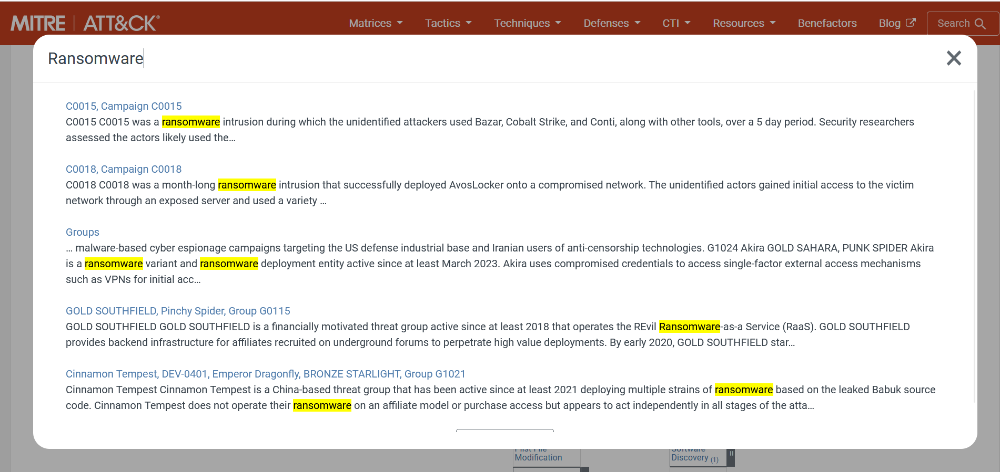 MITRE | ATT&CK®
Matrices Tactics Techniques Defenses CTI Resources Benefactors Blog Search
Ransomware
C0015, Campaign C0015
C0015 C0015 was a ransomware intrusion during which the unidentified attackers used Bazar, Cobalt Strike, and Conti, along with other tools, over a 5 day period. Security researchers
assessed the actors likely used the…
C0018, Campaign C0018
C0018 C0018 was a month-long ransomware intrusion that successfully deployed AvosLocker onto a compromised network. The unidentified actors gained initial access to the victim
network through an exposed server and used a variety …
Groups
… malware-based cyber espionage campaigns targeting the US defense industrial base and Iranian users of anti-censorship technologies. G1024 Akira GOLD SAHARA, PUNK SPIDER Akira
is a ransomware variant and ransomware deployment entity active since at least March 2023. Akira uses compromised credentials to access single-factor external access mechanisms
such as VPNs for initial acc…
GOLD SOUTHFIELD, Pinchy Spider, Group G0115
GOLD SOUTHFIELD GOLD SOUTHFIELD is a financially motivated threat group active since at least 2018 that operates the REvil Ransomware-as-a Service (RaaS). GOLD SOUTHFIELD
provides backend infrastructure for affiliates recruited on underground forums to perpetrate high value deployments. By early 2020, GOLD SOUTHFIELD star…
Cinnamon Tempest, DEV-0401, Emperor Dragonfly, BRONZE STARLIGHT, Group G1021
Cinnamon Tempest Cinnamon Tempest is a China-based threat group that has been active since at least 2021 deploying multiple strains of ransomware based on the leaked Babuk source
code. Cinnamon Tempest does not operate their ransomware on an affiliate model or purchase access but appears to act independently in all stages of the atta…
File Software
Modification Discovery (1)